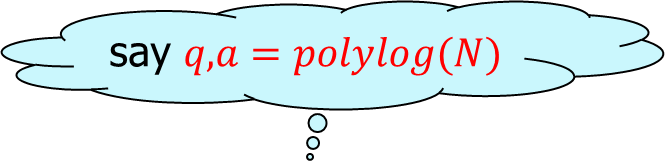 say q,a = polylog(N)